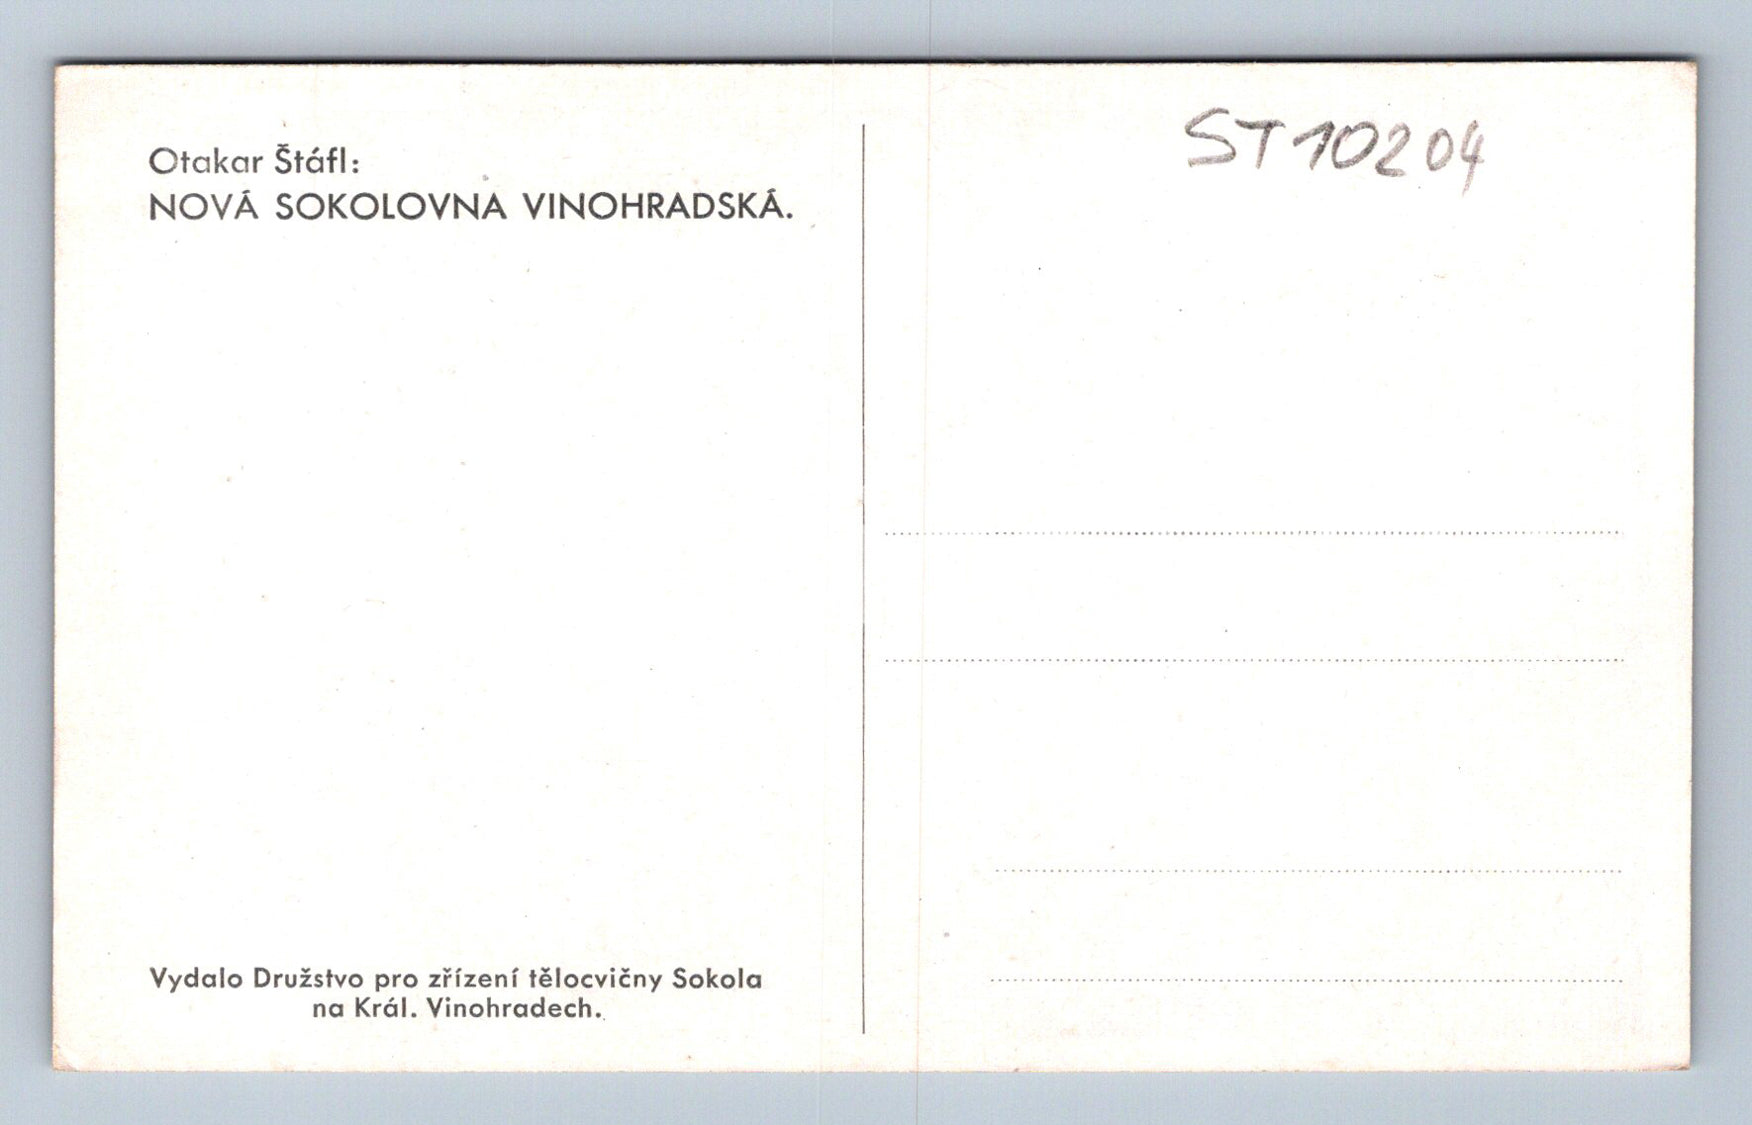 Otakar Štáfl:
NOVÁ SOKOLOVNA VINOHRADSKÁ.
ST10204
Vydalo Družstvo pro zřízení tělocvičny Sokola
na Král. Vinohradech.